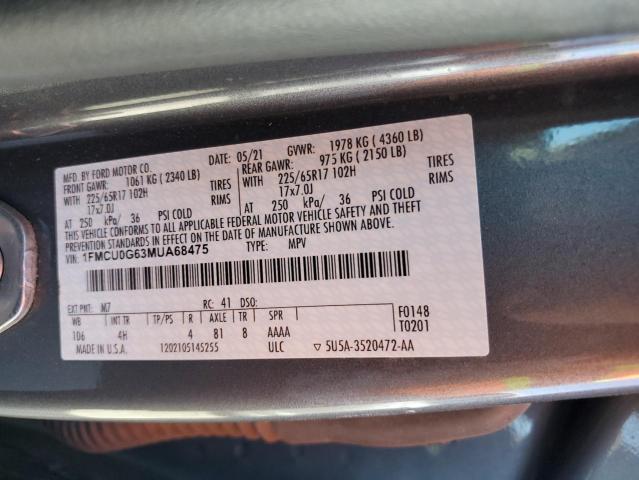 MFD. BY FORD MOTOR CO.
DATE: 05/21 GVWR: 1978 KG ( 4360 LB)
FRONT GAWR: 1061 KG ( 2340 LB) REAR GAWR: 975 KG ( 2150 LB)
WITH 225/65R17 102H TIRES WITH 225/65R17 102H TIRES
17x7.0J RIMS 17x7.0J RIMS
AT 250 kPa/ 36 PSI COLD AT 250 kPa/ 36 PSI COLD
THIS VEHICLE CONFORMS TO ALL APPLICABLE FEDERAL MOTOR VEHICLE SAFETY AND THEFT
PREVENTION STANDARDS IN EFFECT ON THE DATE OF MANUFACTURE SHOWN ABOVE.
VIN: 1FMCU0G63MUA68475 TYPE: MPV
EXT PNT: M7 RC: 41 DSO:
WB INT TR TP/PS R AXLE TR SPR F0148
106 4H 4 81 8 AAAA T0201
MADE IN U.S.A. 1202105145255 ULC ▽ 5U5A-3520472-AA